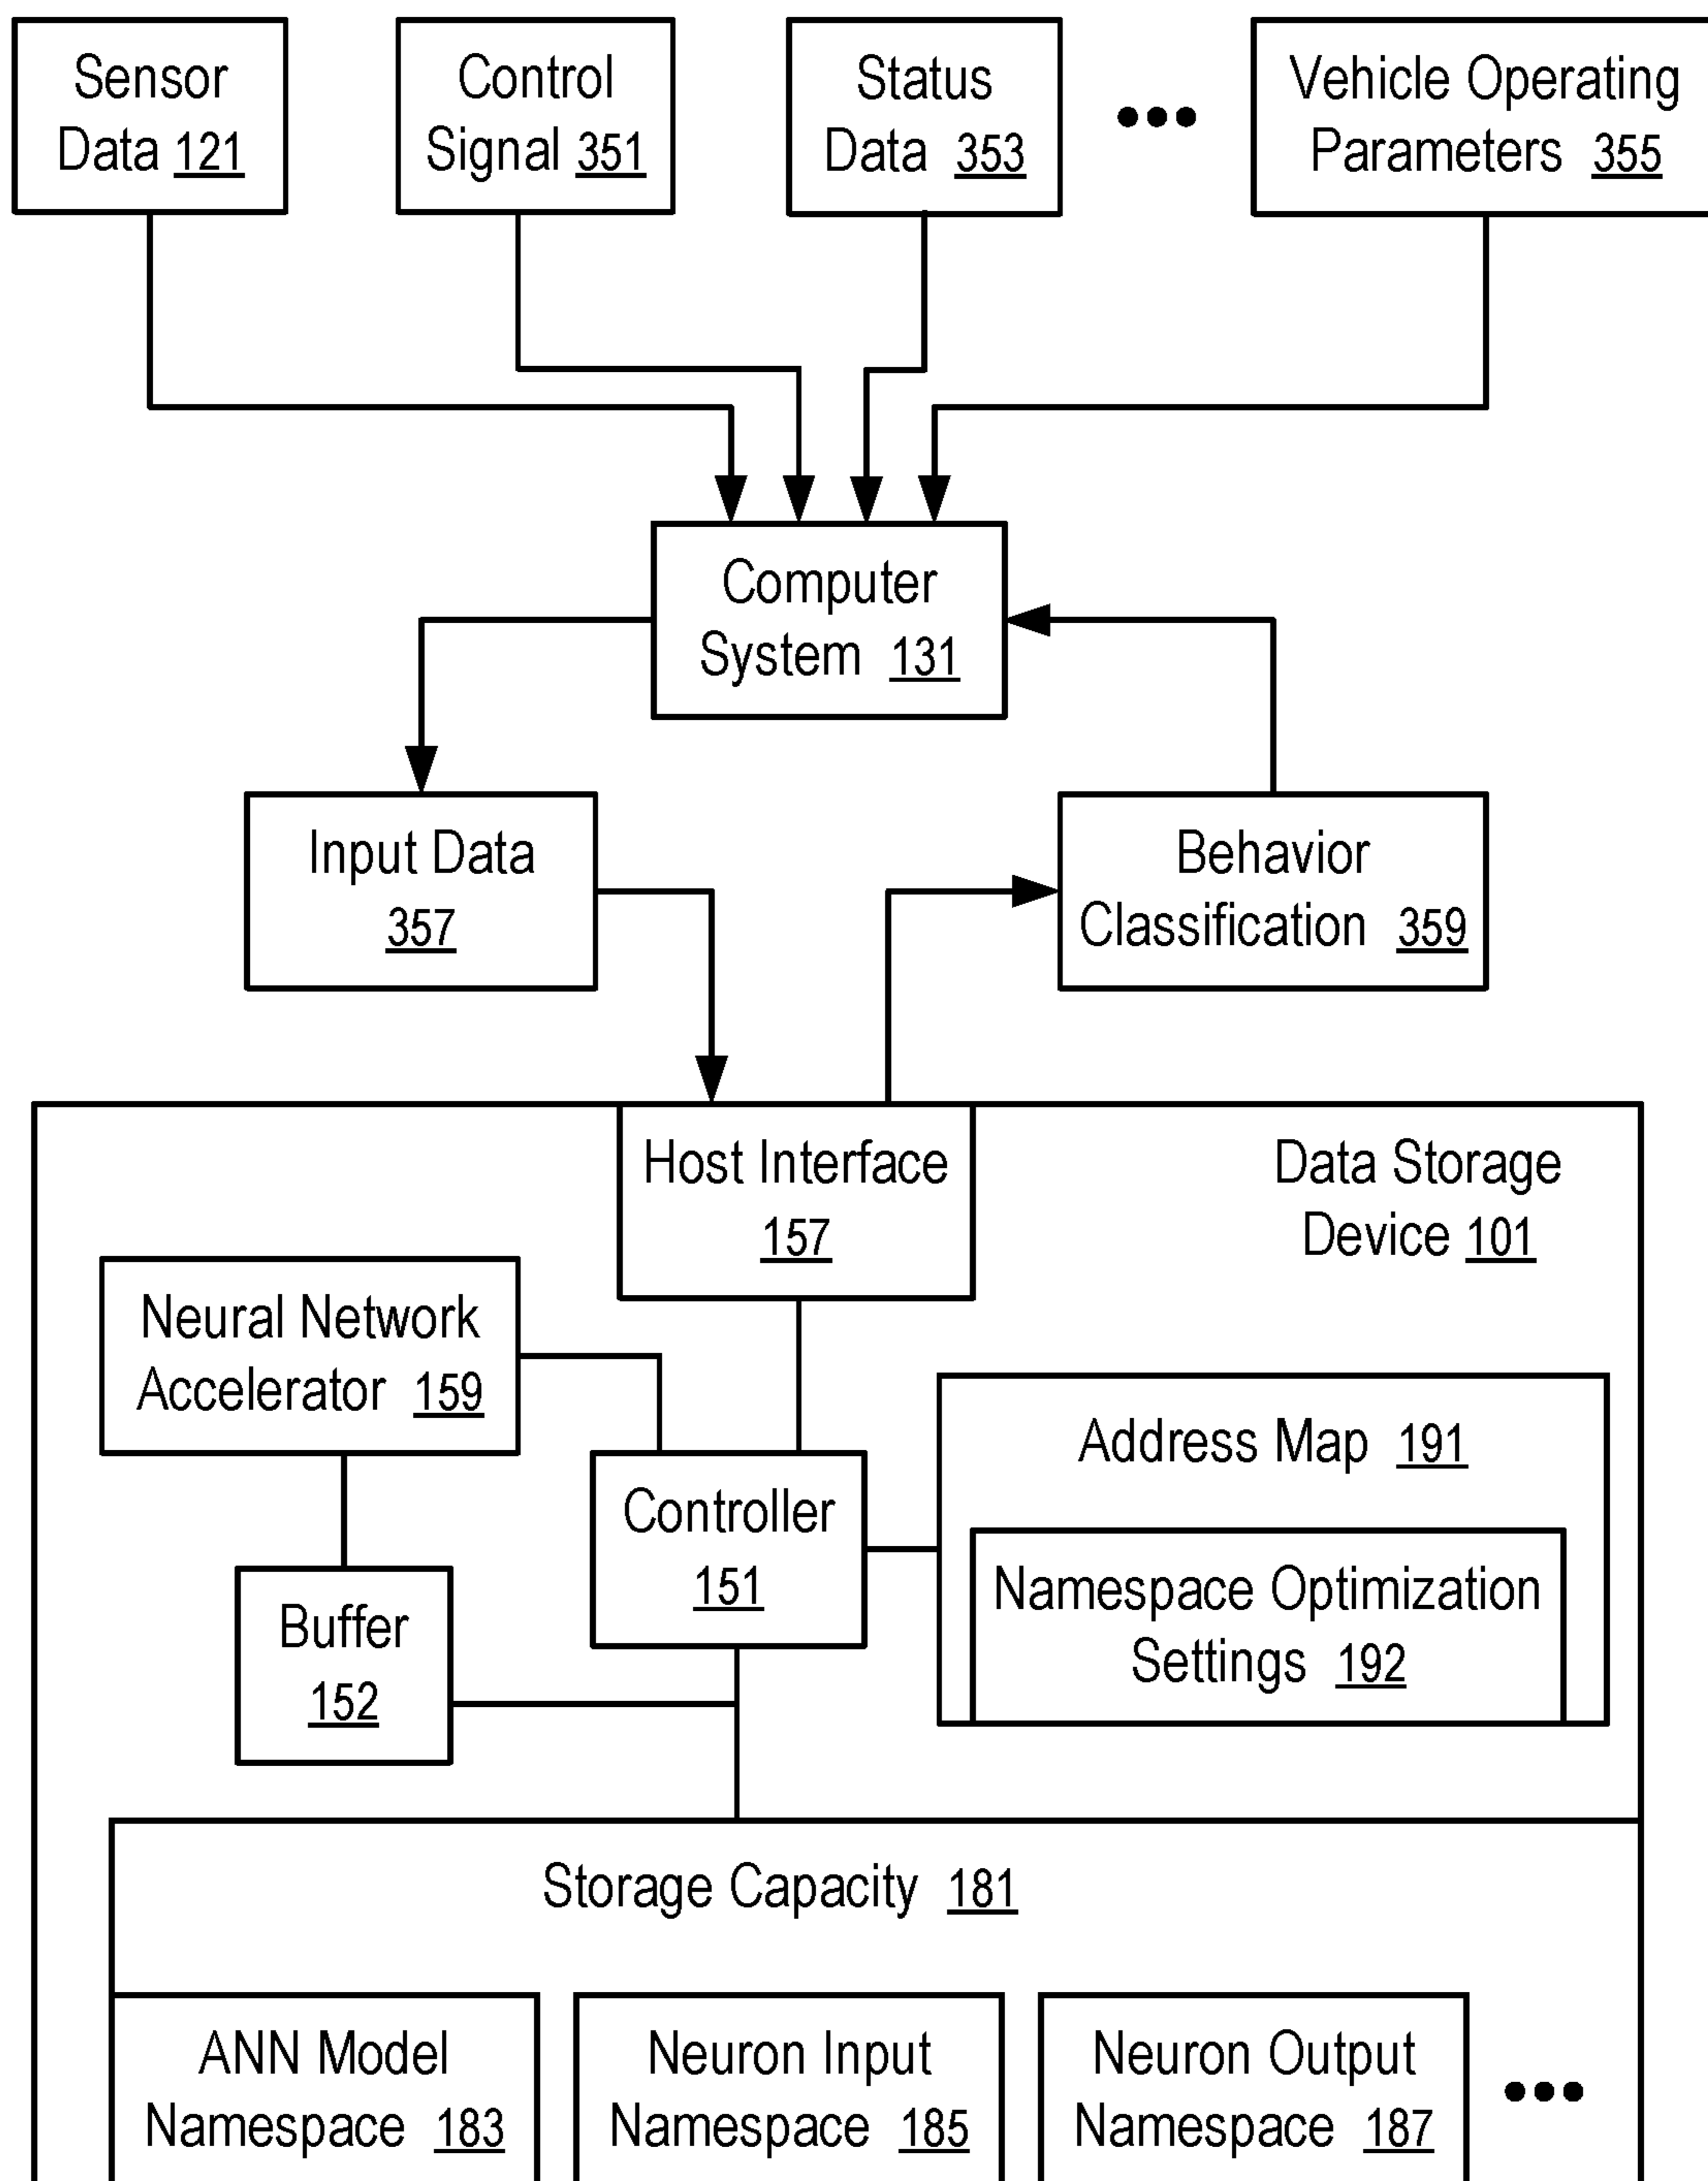 Sensor
Data 121
Control
Signal 351
Status
Data 353
•••
Vehicle Operating
Parameters 355
Computer
System 131
Input Data
357
Behavior
Classification 359
Host Interface
157
Data Storage
Device 101
Neural Network
Accelerator 159
Address Map 191
Controller
151
Namespace Optimization
Settings 192
Buffer
152
Storage Capacity 181
ANN Model
Namespace 183
Neuron Input
Namespace 185
Neuron Output
Namespace 187
•••